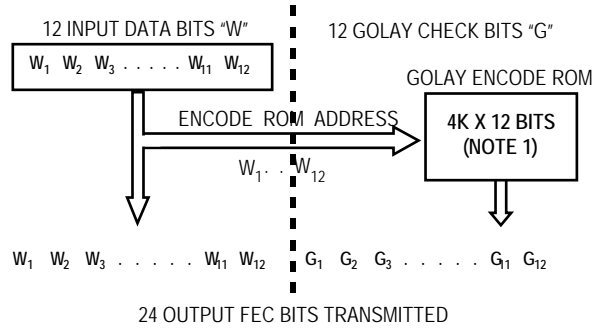 12 INPUT DATA BITS "W"
12 GOLAY CHECK BITS "G"
W1 W2 W3 . . . . . W11 W12
GOLAY ENCODE ROM
ENCODE ROM ADDRESS
4K X 12 BITS
(NOTE 1)
W1 . . W12
W1 W2 W3 . . . . . W11 W12 G1 G2 G3 . . . . . G11 G12
24 OUTPUT FEC BITS TRANSMITTED